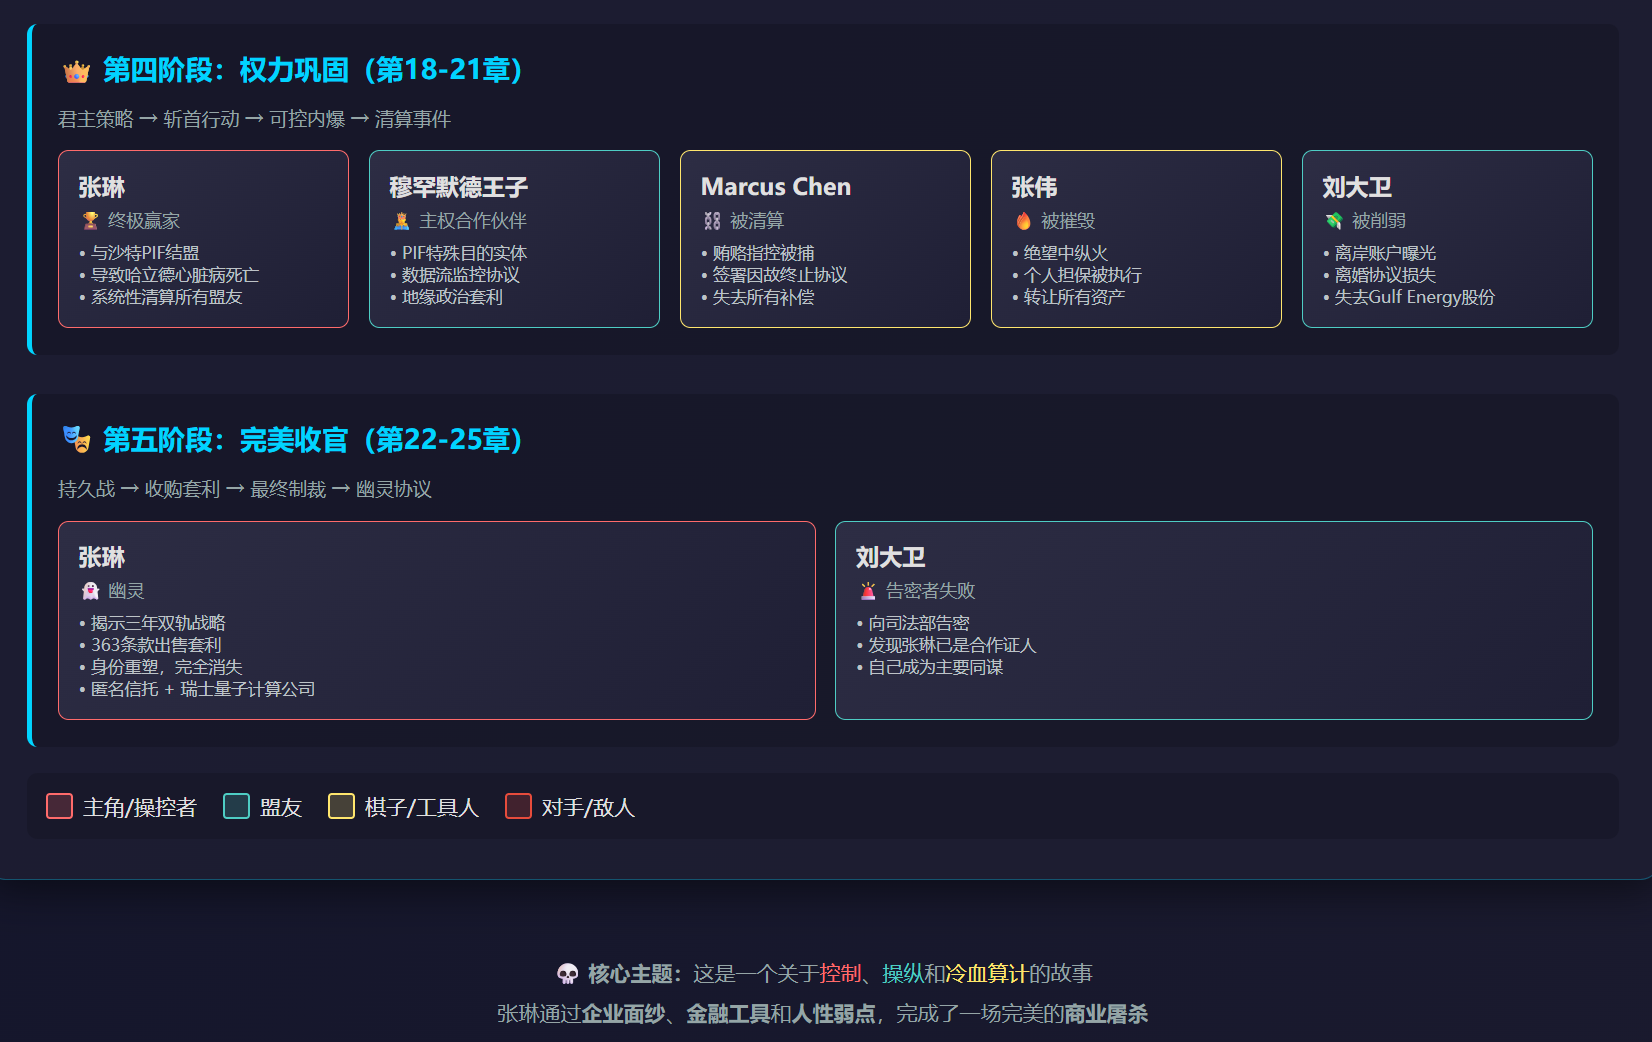 第四阶段：权力巩固（第18-21章）
君主策略 → 斩首行动 → 可控内爆 → 清算事件
张琳
终极赢家
• 与沙特PIF结盟
• 导致哈立德心脏病死亡
• 系统性清算所有盟友
穆罕默德王子
主权合作伙伴
• PIF特殊目的实体
• 数据流监控协议
• 地缘政治套利
Marcus Chen
被清算
• 贿赂指控被捕
• 签署因故终止协议
• 失去所有补偿
张伟
被摧毁
• 绝望中纵火
• 个人担保被执行
• 转让所有资产
刘大卫
被削弱
• 离岸账户曝光
• 离婚协议损失
• 失去Gulf Energy股份
第五阶段：完美收官（第22-25章）
持久战 → 收购套利 → 最终制裁 → 幽灵协议
张琳
幽灵
• 揭示三年双轨战略
• 363条款出售套利
• 身份重塑，完全消失
• 匿名信托 + 瑞士量子计算公司
刘大卫
告密者失败
• 向司法部告密
• 发现张琳已是合作证人
• 自己成为主要同谋
主角/操控者 盟友 棋子/工具人 对手/敌人
核心主题：这是一个关于控制、操纵和冷血算计的故事
张琳通过企业面纱、金融工具和人性弱点，完成了一场完美的商业屠杀